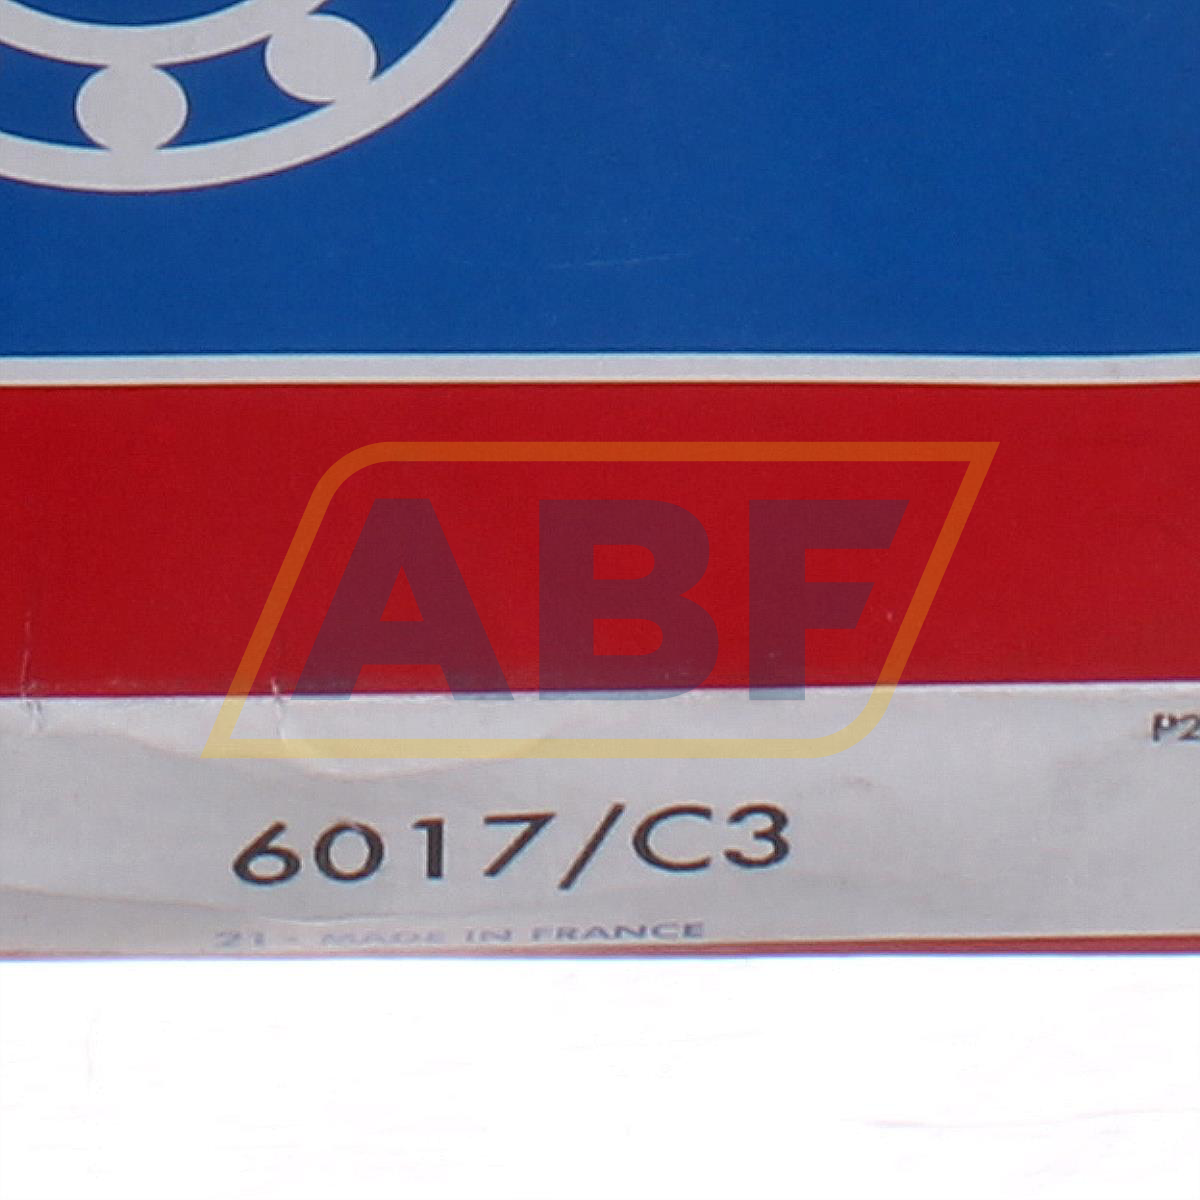 ABF
P2
6017/C3
21 - MADE IN FRANCE